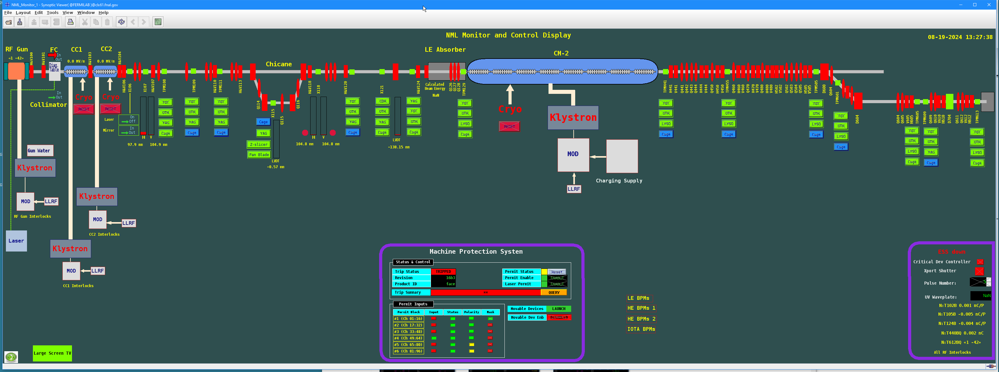 NML_Monitor_1 - Synoptic Viewer( @FERMILAB )@clx61.fnal.gov
File Layout Edit Tools View Window Help
NML Monitor and Control Display
08-19-2024 13:27:38
RF Gun
«1 -42»
H&V100
H&V101
FC
In
Out
Diag.
Table
CC1
0.0 MV/m
H&V103
CC2
0.0 MV/m
H&V104
Chicane
LE Absorber
CM-2
H&V106
X106
X107
H&V107
TPM108
TPM109
H&V110
TPM111
H&V113
Q114
X115
Q115
Q116
H&V118
X118
H&V120
X121
H&V124
Calculated
Beam Energy
NaN
Q126
Q127
Q128
TPM129
TPM441
H441
V441
Q441
Q442
Q443
Q444
H444
V444
Q450
H450
V450
TPM455
Q460
H460
V460
Q470
H470
V470
Q480
H480
V480
H502
V502
Q502
Q503
Q504
Q505
H505
V505
TPM505
D600
Q604
TPM601
D604
Q604
Q605
V605
H605
TPM605
TPM609
Q609
Q610
V610
H610
D704
Q611
Q612
V612
H612
TPM613
In
Out
Collimator
Cryo
RESET
Cryo
RESET
Laser
On
Off
Mirror
In
Out
H
V
97.9 mm
104.9 mm
TGT
OTR
YAG
Cage
TGT
OTR
YAG
Cage
TGT
OTR
YAG
Cage
Cage
YAG
Z-slicer
Fan Blade
LVDT
-0.57 mm
H
V
104.8 mm
104.8 mm
TGT
OTR
YAG
Cage
CDR
OTR
YAG
Cage
LVDT
-138.15 mm
YAG
TGT
OTR
Cage
TGT
OTR
LYSO
Cage
Cryo
RESET
Klystron
MOD
Charging Supply
LLRF
TGT
OTR
LYSO
Cage
TGT
OTR
LYSO
Cage
TGT
OTR
LYSO
Cage
TGT
OTR
LYSO
Cage
TGT
OTR
LYSO
Cage
TGT
OTR
YAG
Cage
TGT
OTR
LYSO
Cage
Gun Water
Klystron
MOD
LLRF
RF Gun Interlocks
Klystron
MOD
LLRF
CC2 Interlocks
Laser
Klystron
MOD
LLRF
CC1 Interlocks
Large Screen TV
Machine Protection System
Status & Control
Trip Status TRIPPED
Revision 16b3
Product ID face
Permit Status Reset
Permit Enable ENABLE
Laser Permit ENABLE
Trip Summary ** QUERY
Permit Inputs
Permit Block Input Status Polarity Mask
#1 (Ch 01:16)
#2 (Ch 17:32)
#3 (Ch 33:48)
#4 (Ch 49:64)
#5 (Ch 65:80)
#6 (Ch 81:96)
Movable Devices LAUNCH
Movable Dev Enb DISABLED
LE BPMs
HE BPMs 1
HE BPMs 2
IOTA BPMs
ESS down
Critical Dev Controller
Xport Shutter
Pulse Number: 5
UV Waveplate: NaN
N:T102B 0.001 nC/P
N:T105B -0.005 nC/P
N:T124B -0.004 nC/P
N:T440BQ 0.002 nC
N:T612BQ «1 -42»
All RF Interlocks